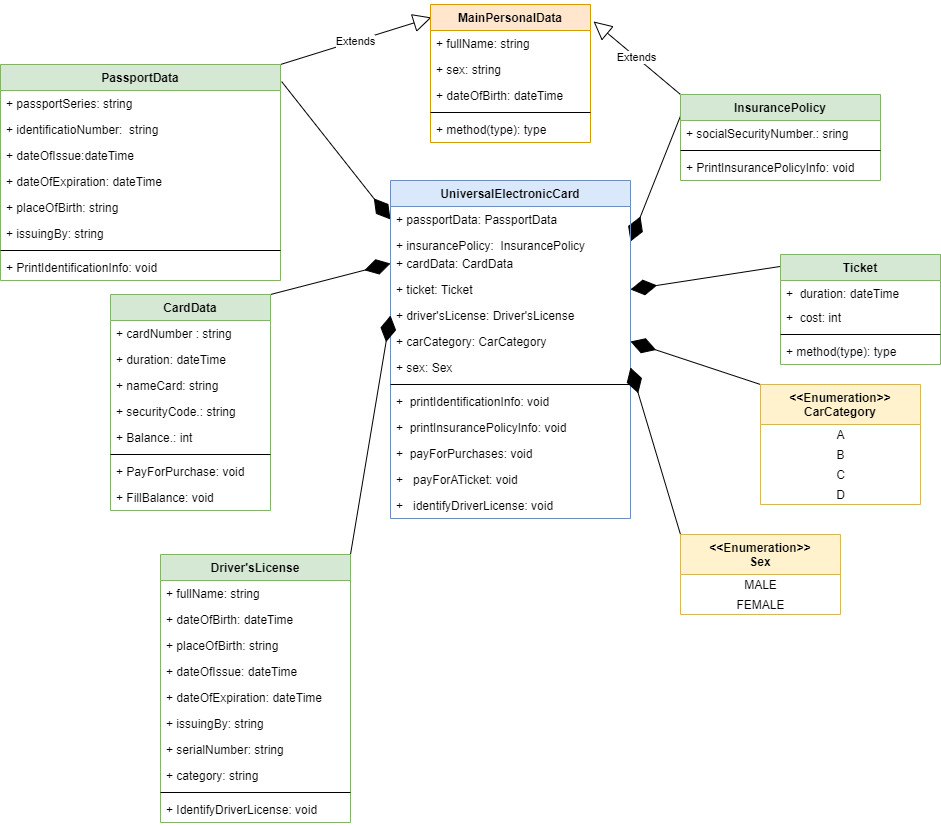 MainPersonalData
+ fullName: string
+ sex: string
+ dateOfBirth: dateTime
+ method(type): type
Extends
Extends
PassportData
+ passportSeries: string
+ identificatioNumber:  string
+ dateOfIssue:dateTime
+ dateOfExpiration: dateTime
+ placeOfBirth: string
+ issuingBy: string
+ PrintIdentificationInfo: void
InsurancePolicy
+ socialSecurityNumber.: sring
+ PrintInsurancePolicyInfo: void
UniversalElectronicCard
+ passportData: PassportData
+ insurancePolicy:  InsurancePolicy
+ cardData: CardData
+ ticket: Ticket
+ driver'sLicense: Driver'sLicense
+ carCategory: CarCategory
+ sex: Sex
+  printIdentificationInfo: void
+  printInsurancePolicyInfo: void
+  payForPurchases: void
+   payForATicket: void
+   identifyDriverLicense: void
Ticket
+  duration: dateTime
+  cost: int
+ method(type): type
CardData
+ cardNumber : string
+ duration: dateTime
+ nameCard: string
+ securityCode.: string
+ Balance.: int
+ PayForPurchase: void
+ FillBalance: void
<<Enumeration>>
CarCategory
A
B
C
D
<<Enumeration>>
Sex
MALE
FEMALE
Driver'sLicense
+ fullName: string
+ dateOfBirth: dateTime
+ placeOfBirth: string
+ dateOfIssue: dateTime
+ dateOfExpiration: dateTime
+ issuingBy: string
+ serialNumber: string
+ category: string
+ IdentifyDriverLicense: void